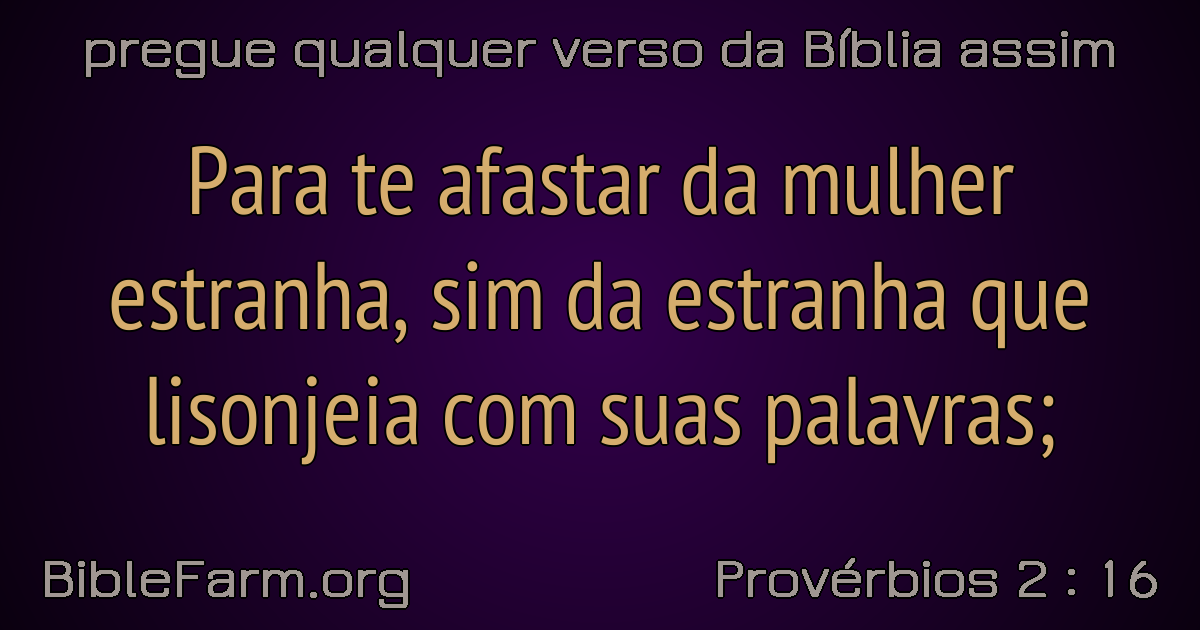 pregue qualquer verso da Bíblia assim
Para te afastar da mulher
estranha, sim da estranha que
lisonjeia com suas palavras;
BibleFarm.org
Provérbios 2 : 16